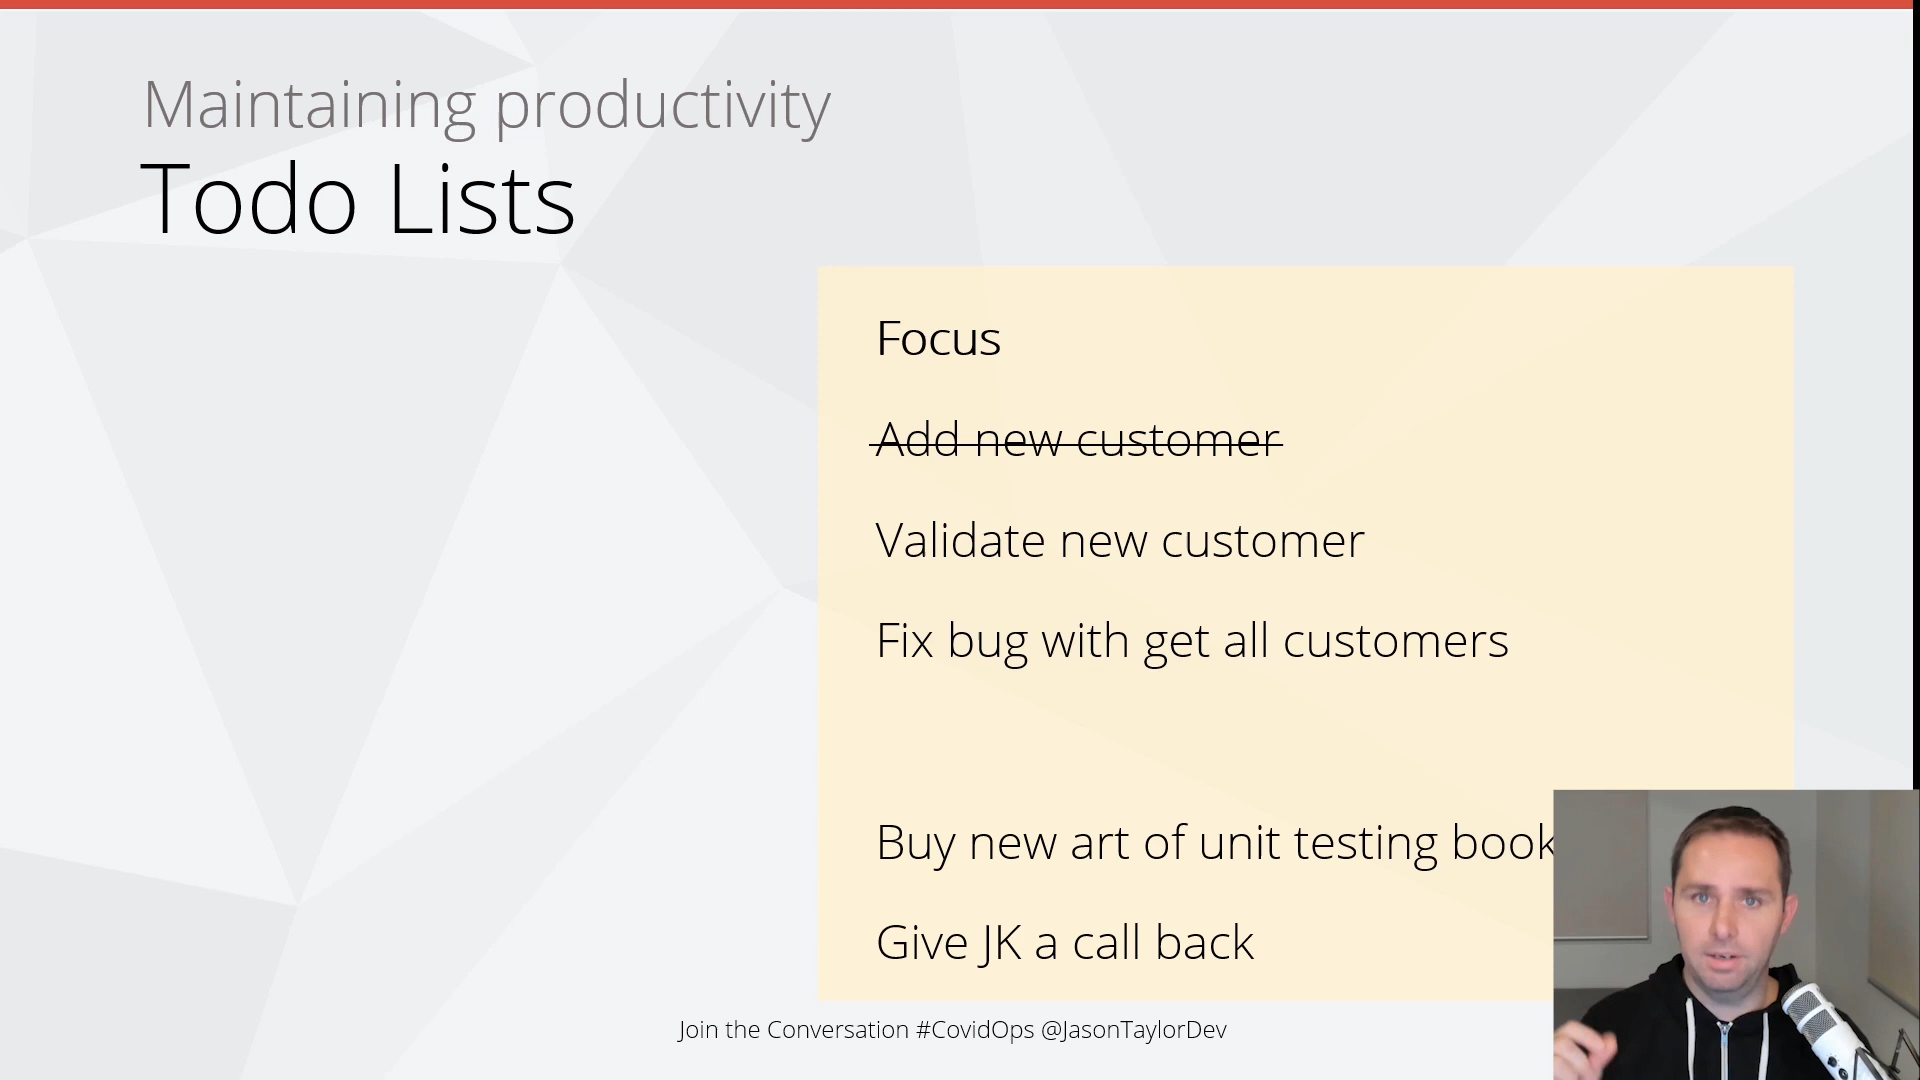 Maintaining productivity
Todo Lists
Focus
Add new customer
Validate new customer
Fix bug with get all customers
Buy new art of unit testing book
Give JK a call back
Join the Conversation #CovidOps @JasonTaylorDev